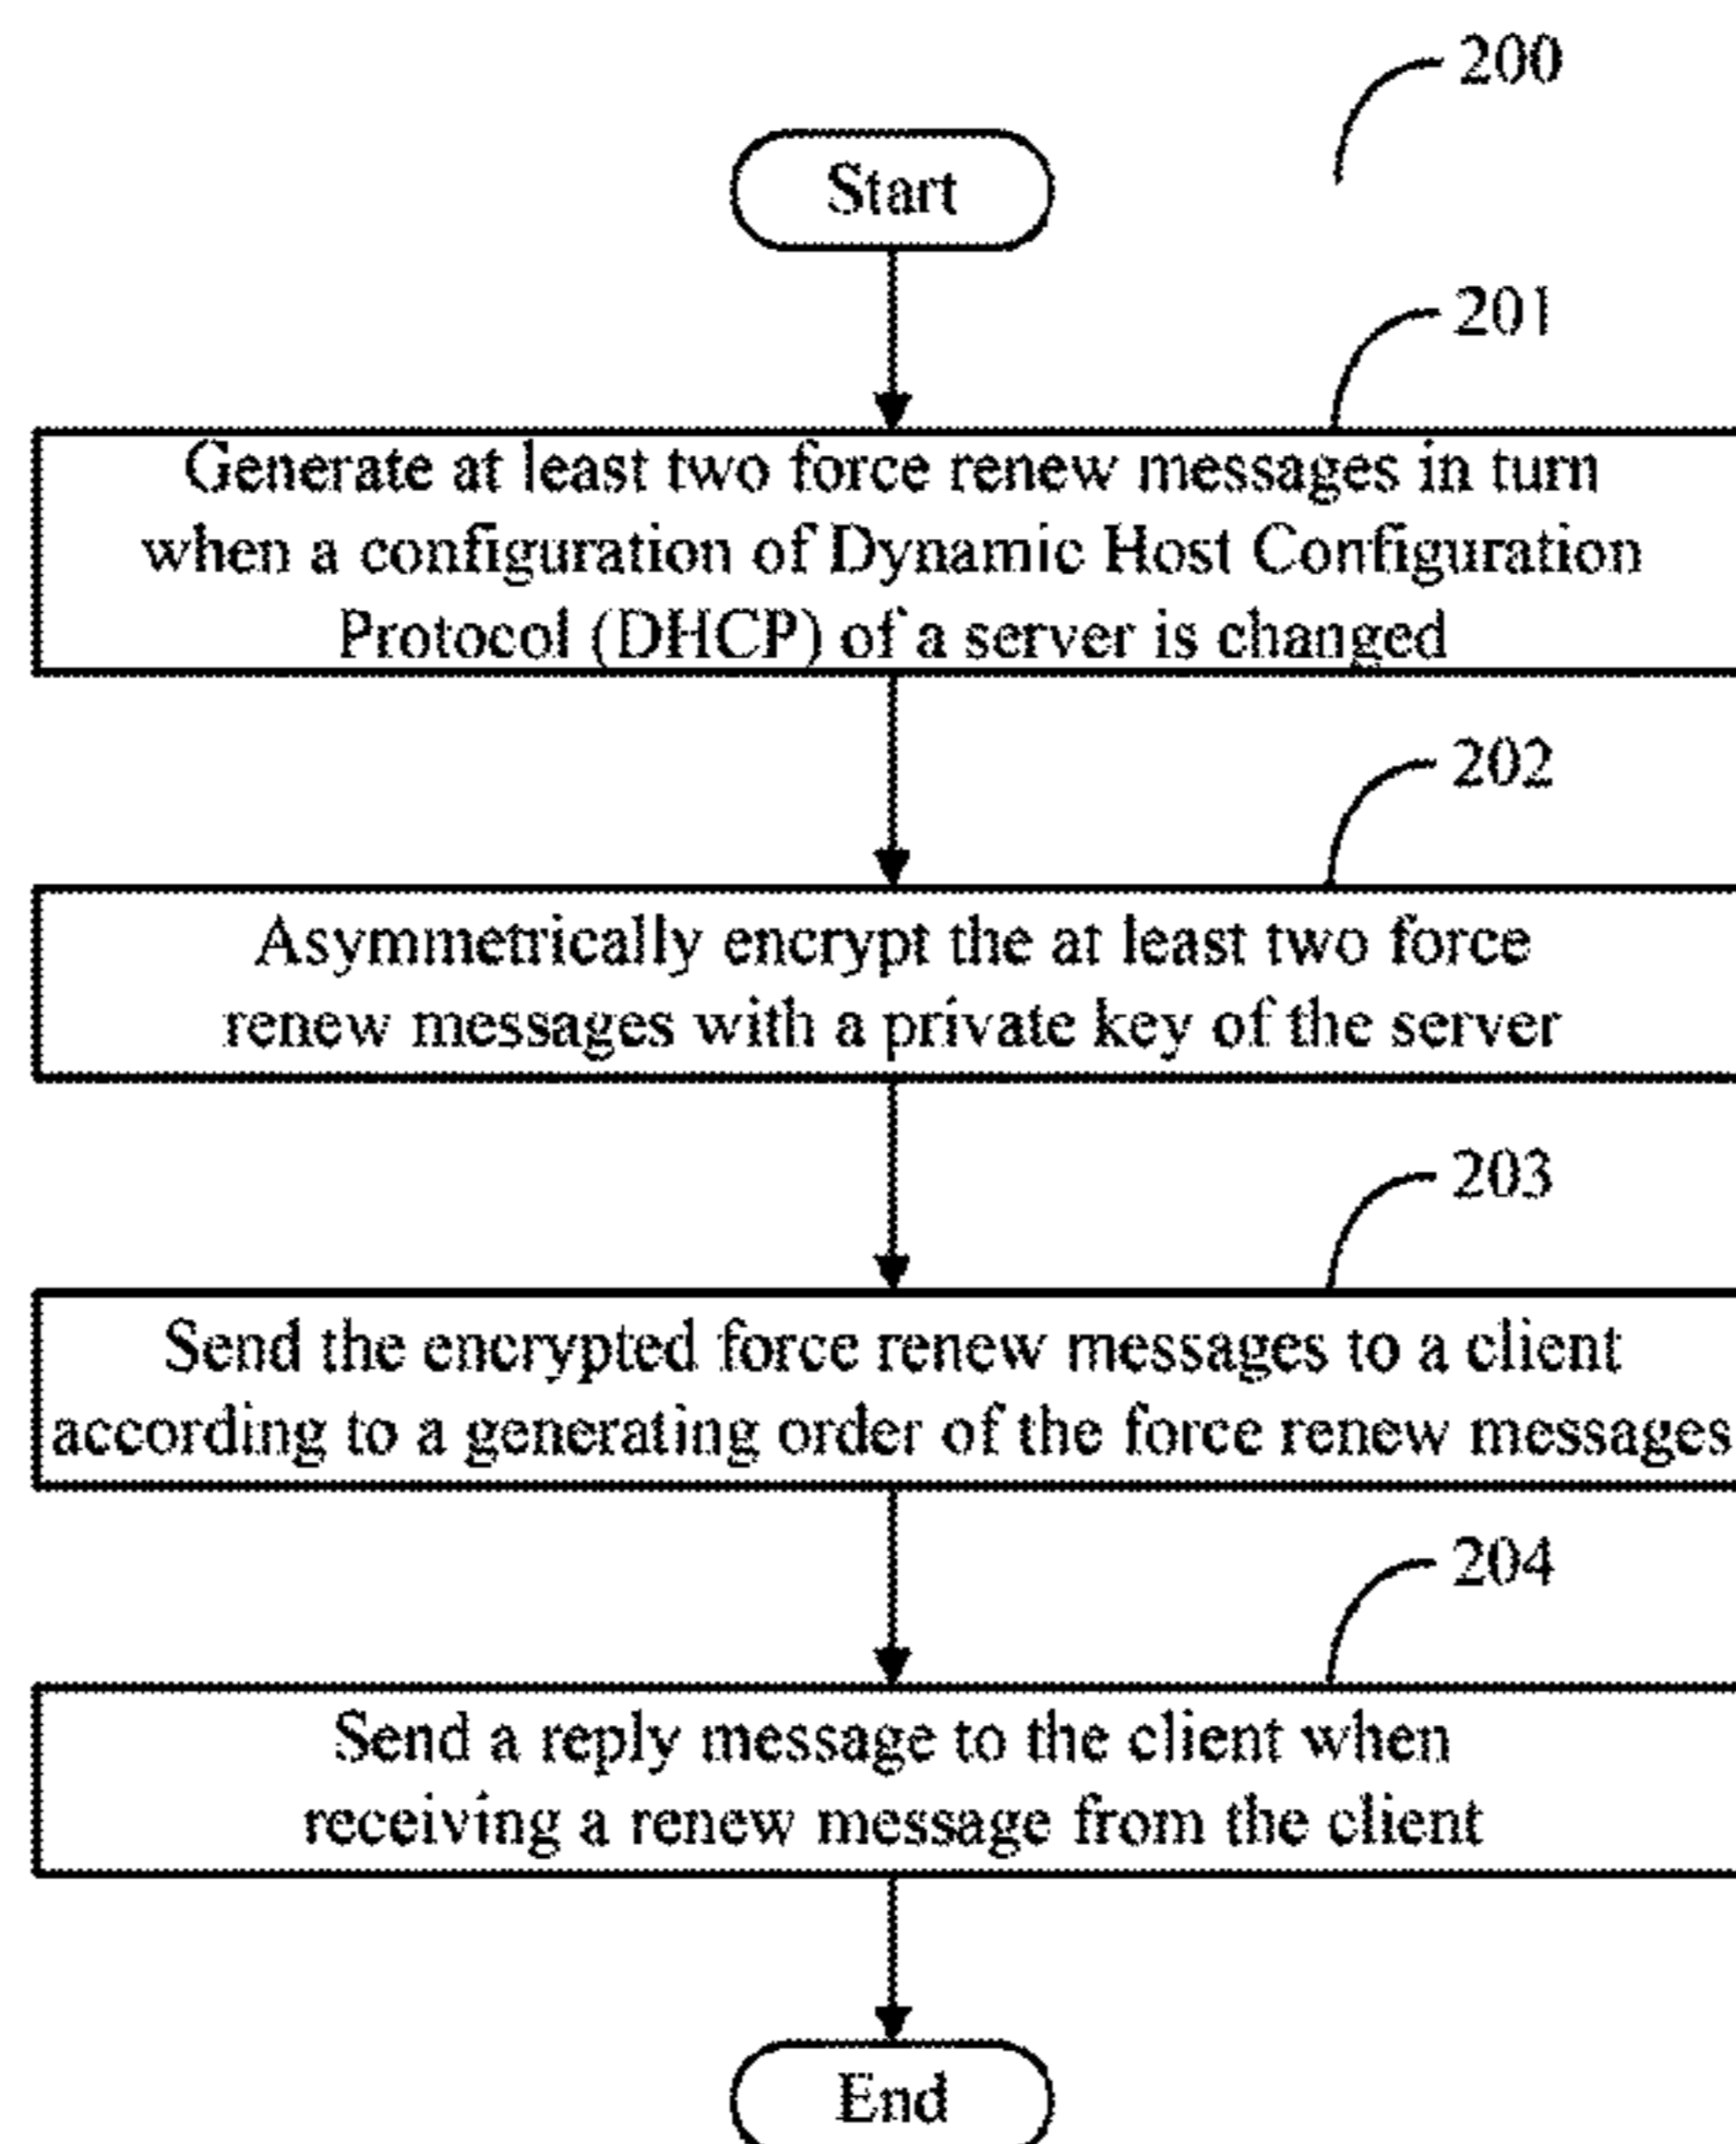 200
Start
201
Generate at least two force renew messages in turn
when a configuration of Dynamic Host Configuration
Protocol (DHCP) of a server is changed
202
Asymmetrically encrypt the at least two force
renew messages with a private key of the server
203
Send the encrypted force renew messages to a client
according to a generating order of the force renew messages
204
Send a reply message to the client when
receiving a renew message from the client
End